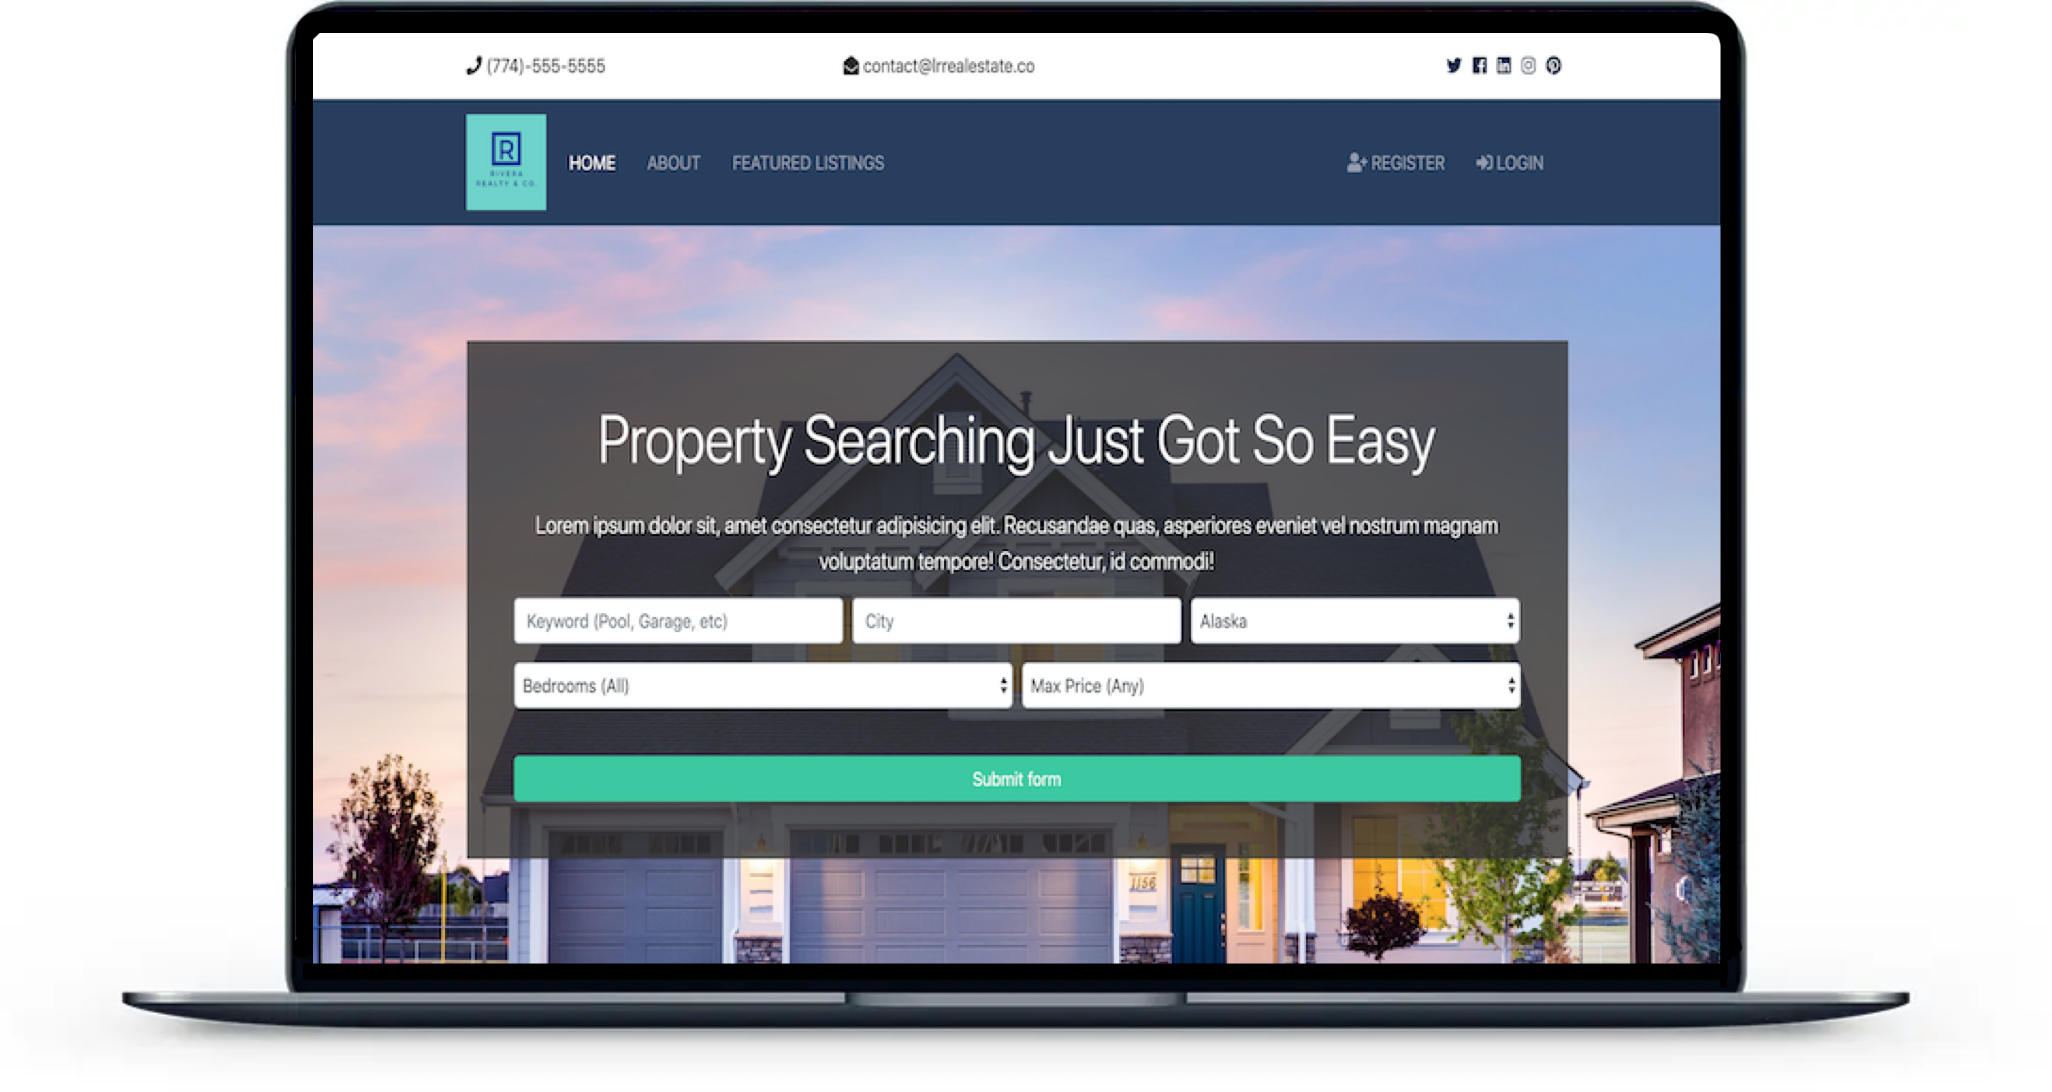 (774)-555-5555
contact@lrrealestate.co
R
RIVERA
REALTY & CO.
HOME
ABOUT
FEATURED LISTINGS
REGISTER
LOGIN
Property Searching Just Got So Easy
Lorem ipsum dolor sit, amet consectetur adipisicing elit. Recusandae quas, asperiores eveniet vel nostrum magnam
voluptatum tempore! Consectetur, id commodi!
Keyword (Pool, Garage, etc)
City
Alaska
Bedrooms (All)
Max Price (Any)
Submit form
1156